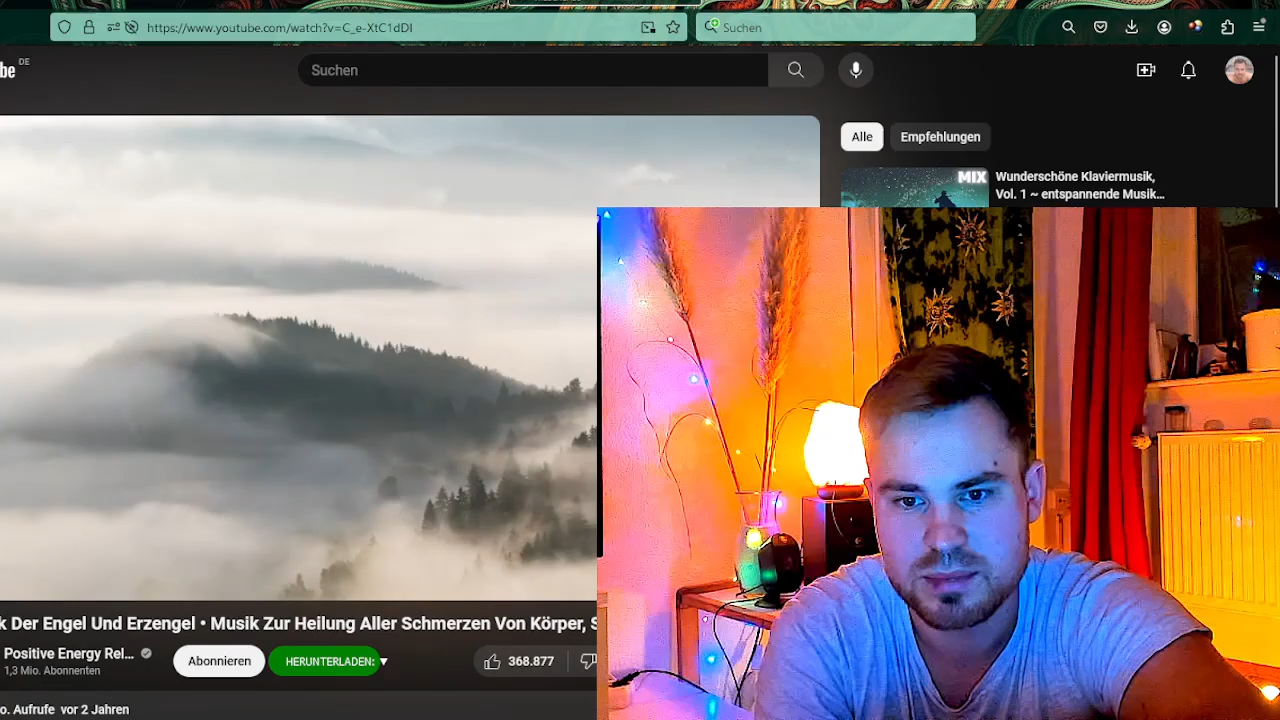 https://www.youtube.com/watch?v=C_e-XtC1dDI
Suchen
be DE
Suchen
Alle
Empfehlungen
MIX
Wunderschöne Klaviermusik,
Vol. 1 ~ entspannende Musik...
k Der Engel Und Erzengel • Musik Zur Heilung Aller Schmerzen Von Körper, S
Positive Energy Rel...
1,3 Mio. Abonnenten
Abonnieren
HERUNTERLADEN:
368.877
o. Aufrufe vor 2 Jahren